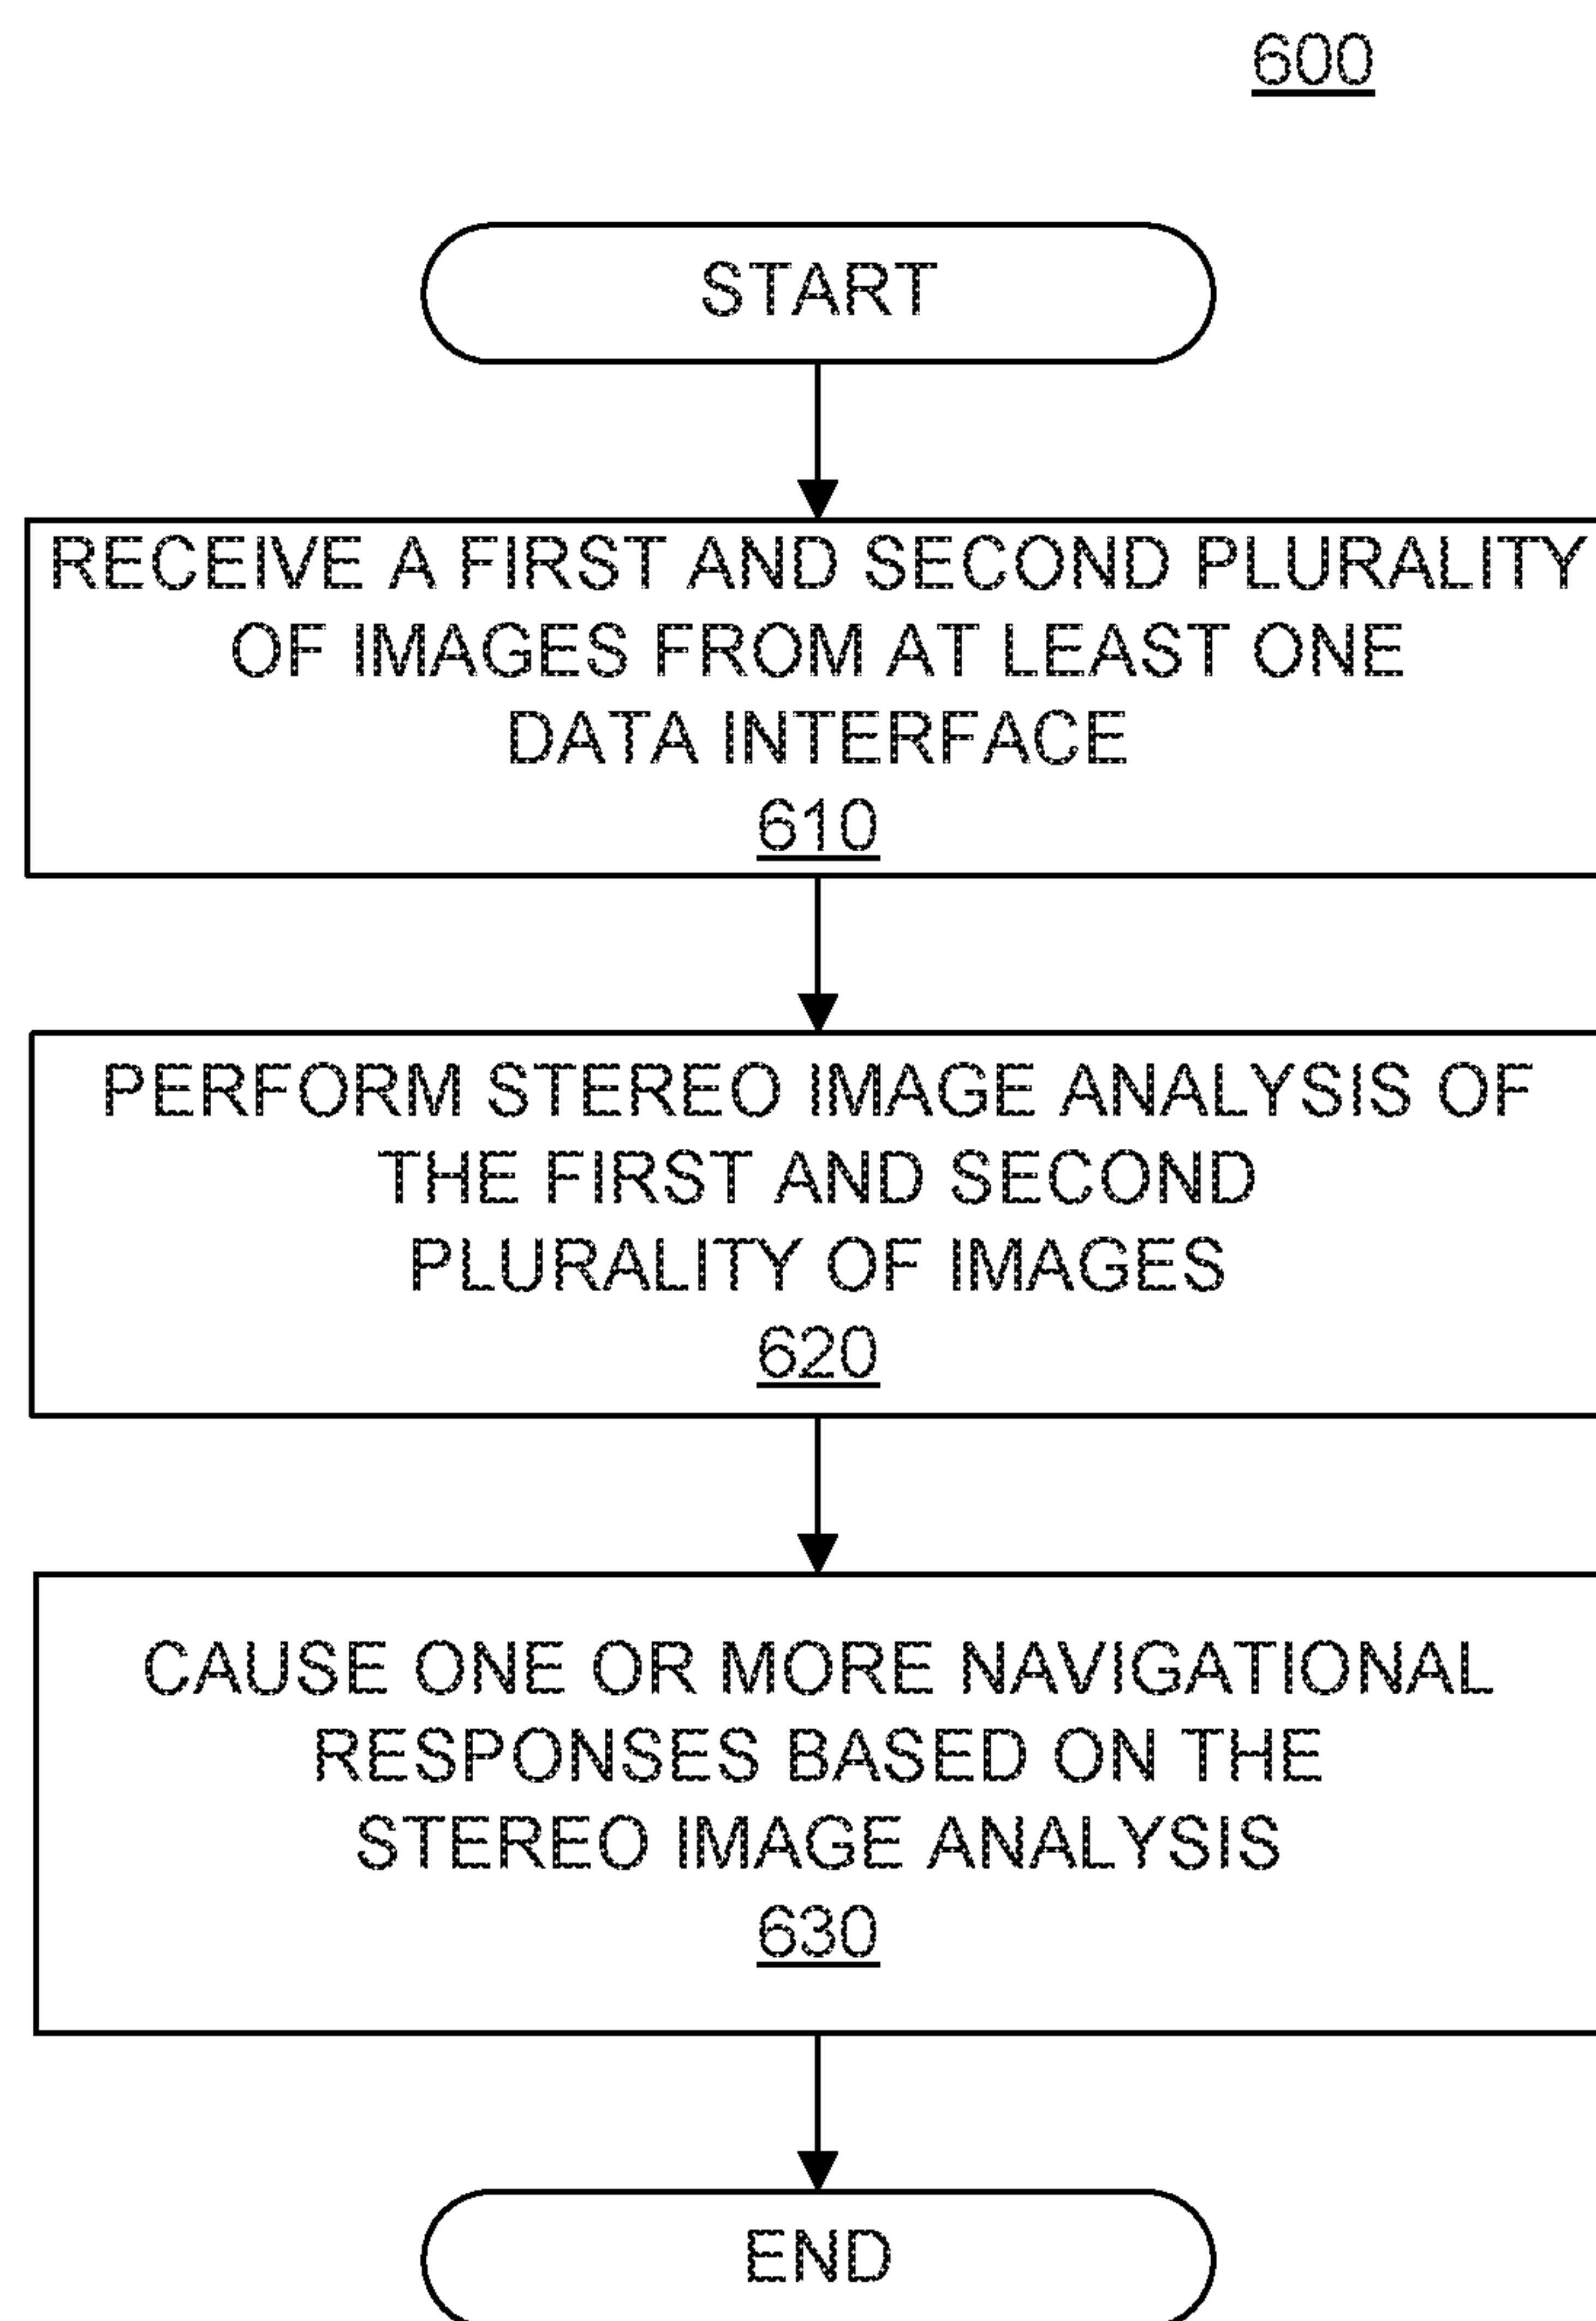 600
START
RECEIVE A FIRST AND SECOND PLURALITY
OF IMAGES FROM AT LEAST ONE
DATA INTERFACE
610
PERFORM STEREO IMAGE ANALYSIS OF
THE FIRST AND SECOND
PLURALITY OF IMAGES
620
CAUSE ONE OR MORE NAVIGATIONAL
RESPONSES BASED ON THE
STEREO IMAGE ANALYSIS
630
END